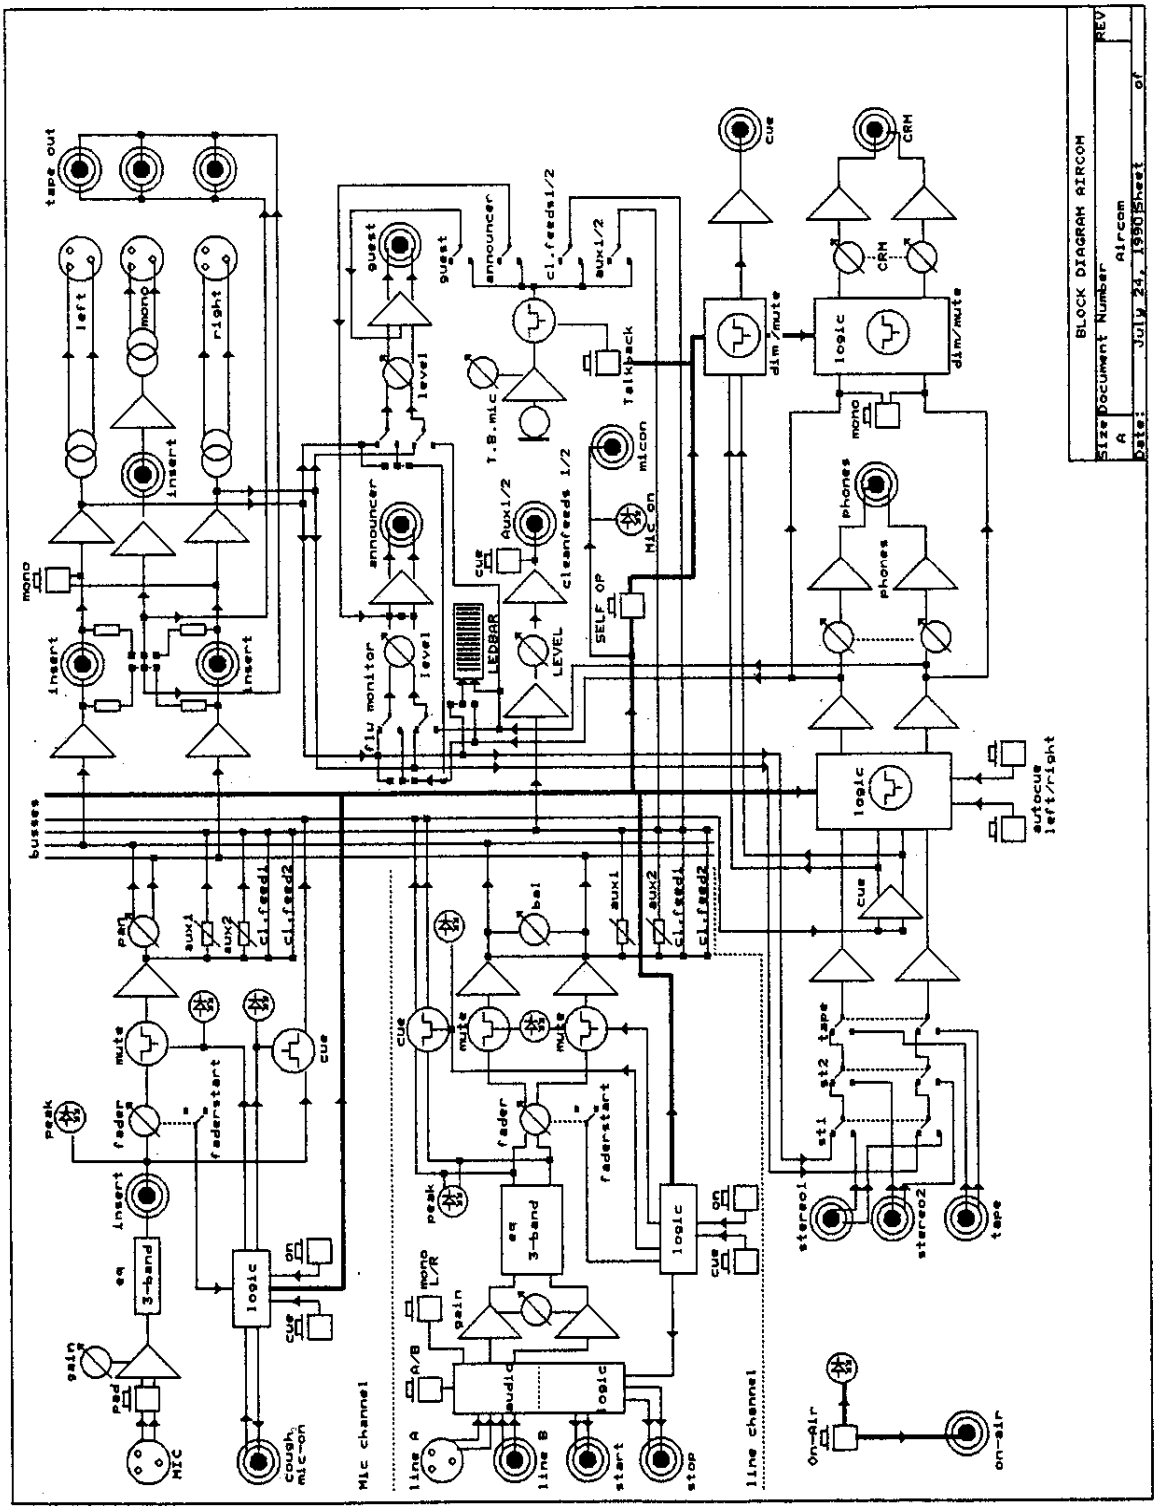 MIC
pad
gain
eq
3-band
insert
peak
fader
faderstart
mute
pan
aux1
aux2
cl.feed1
cl.feed2
busses
cough,
mic-on
cue
on
logic
cue
Mic channel
line A
line B
start
stop
A/B
mono
L/R
audio
logic
gain
eq
3-band
peak
fader
faderstart
cue
mute
mute
bal
aux1
aux2
cl.feed1
cl.feed2
logic
cue
on
line channel
On-Air
on-air
stereo1
stereo2
tape
st1
st2
tape
cue
logic
autocue
left/right
phones
phones
mono
logic
dim/mute
CRM
CRM
dim/mute
cue
insert
insert
mono
insert
left
mono
right
tape out
flu monitor
level
announcer
level
guest
LEDBAR
LEVEL
cue
Aux1/2
cleanfeeds 1/2
T.B.mic
Talkback
guest
announcer
cl.feeds1/2
aux1/2
SELF OP
Mic on
micon
BLOCK DIAGRAM AIRCOM
Size Document Number REV
A Aircom
Date: July 24, 1990 Sheet of